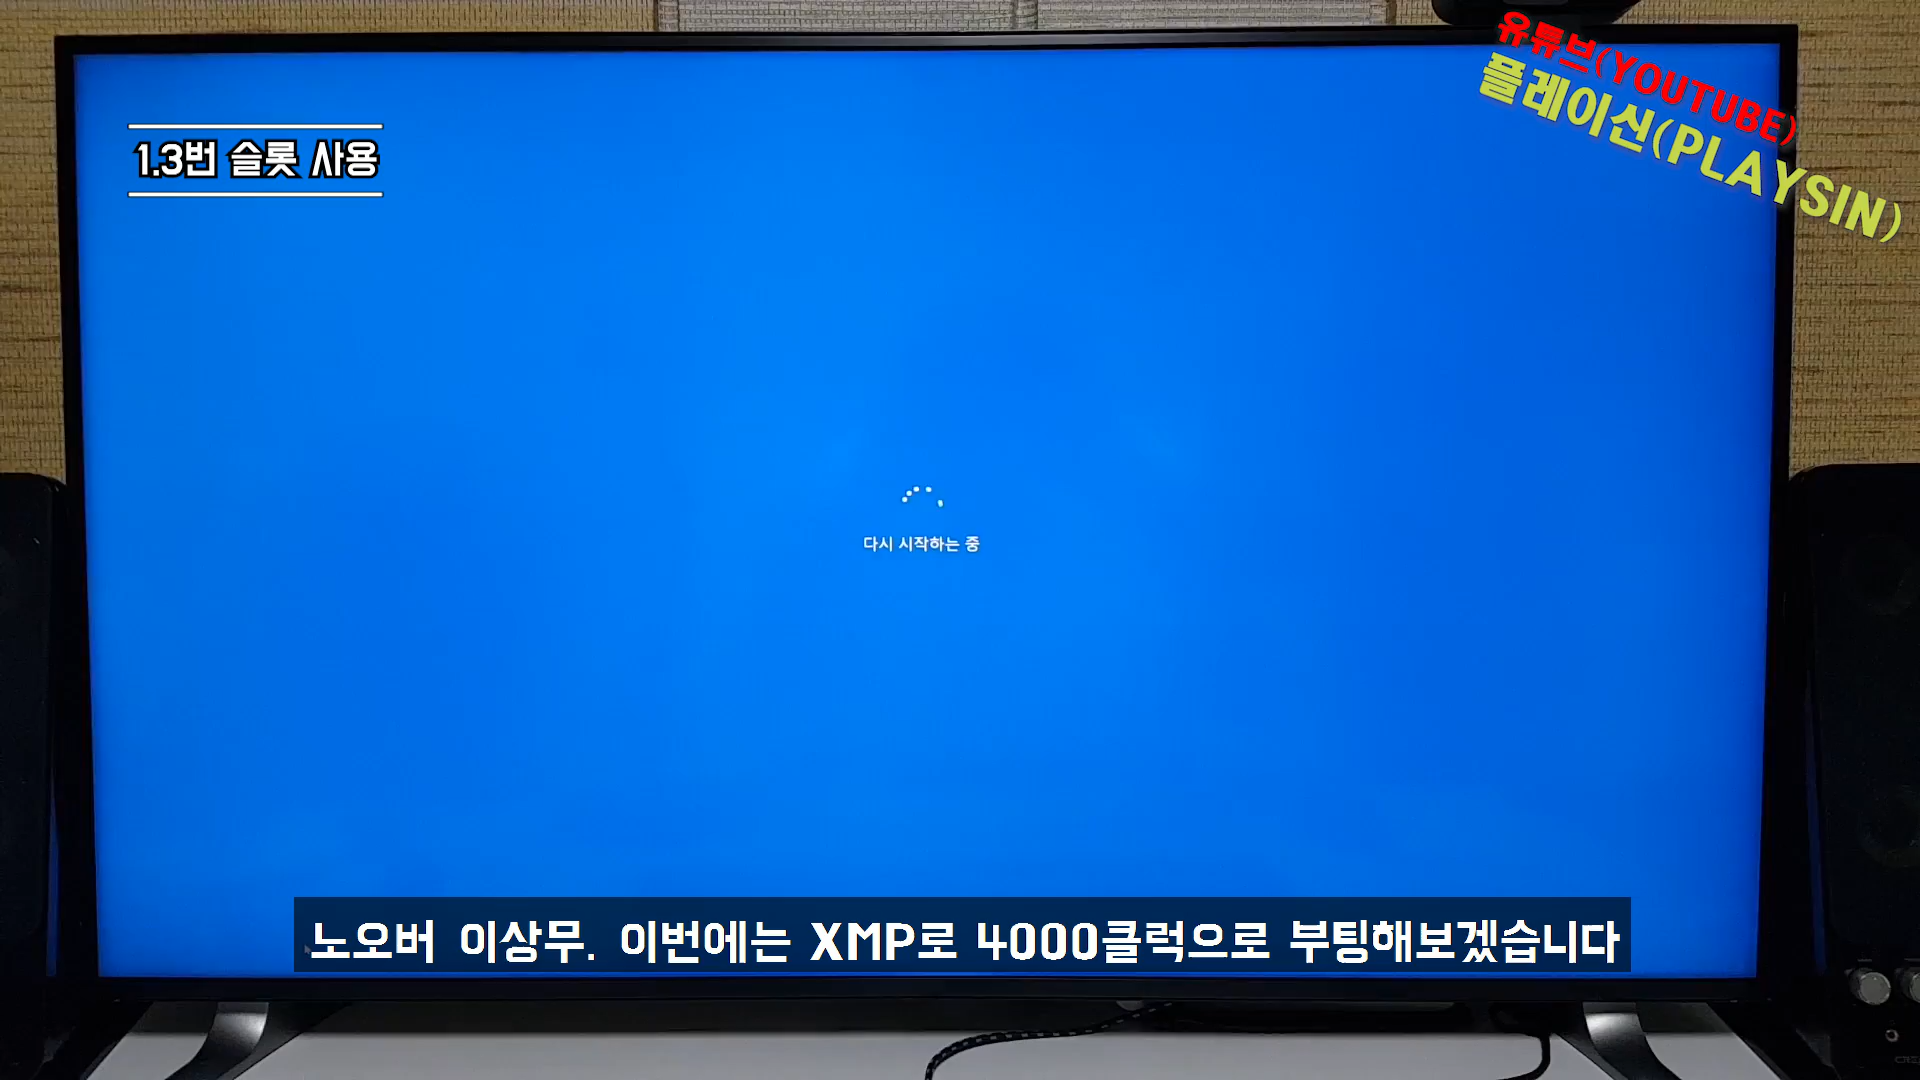 유튜브(YOUTUBE)
플레이신(PLAYSIN)
1.3번 슬롯 사용
다시 시작하는 중
노오버 이상무. 이번에는 XMP로 4000클럭으로 부팅해보겠습니다